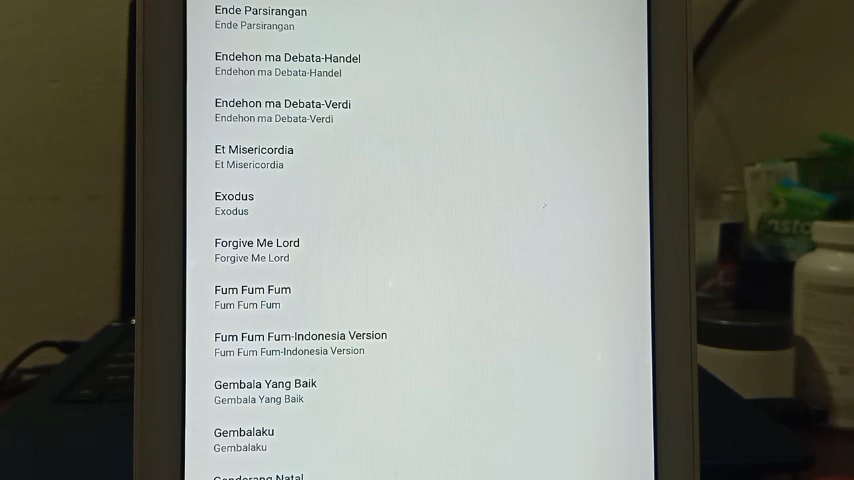 Ende Parsirangan
Ende Parsirangan
Endehon ma Debata-Handel
Endehon ma Debata-Handel
Endehon ma Debata-Verdi
Endehon ma Debata-Verdi
Et Misericordia
Et Misericordia
Exodus
Exodus
Forgive Me Lord
Forgive Me Lord
Fum Fum Fum
Fum Fum Fum
Fum Fum Fum-Indonesia Version
Fum Fum Fum-Indonesia Version
Gembala Yang Baik
Gembala Yang Baik
Gembalaku
Gembalaku
Genderang Natal